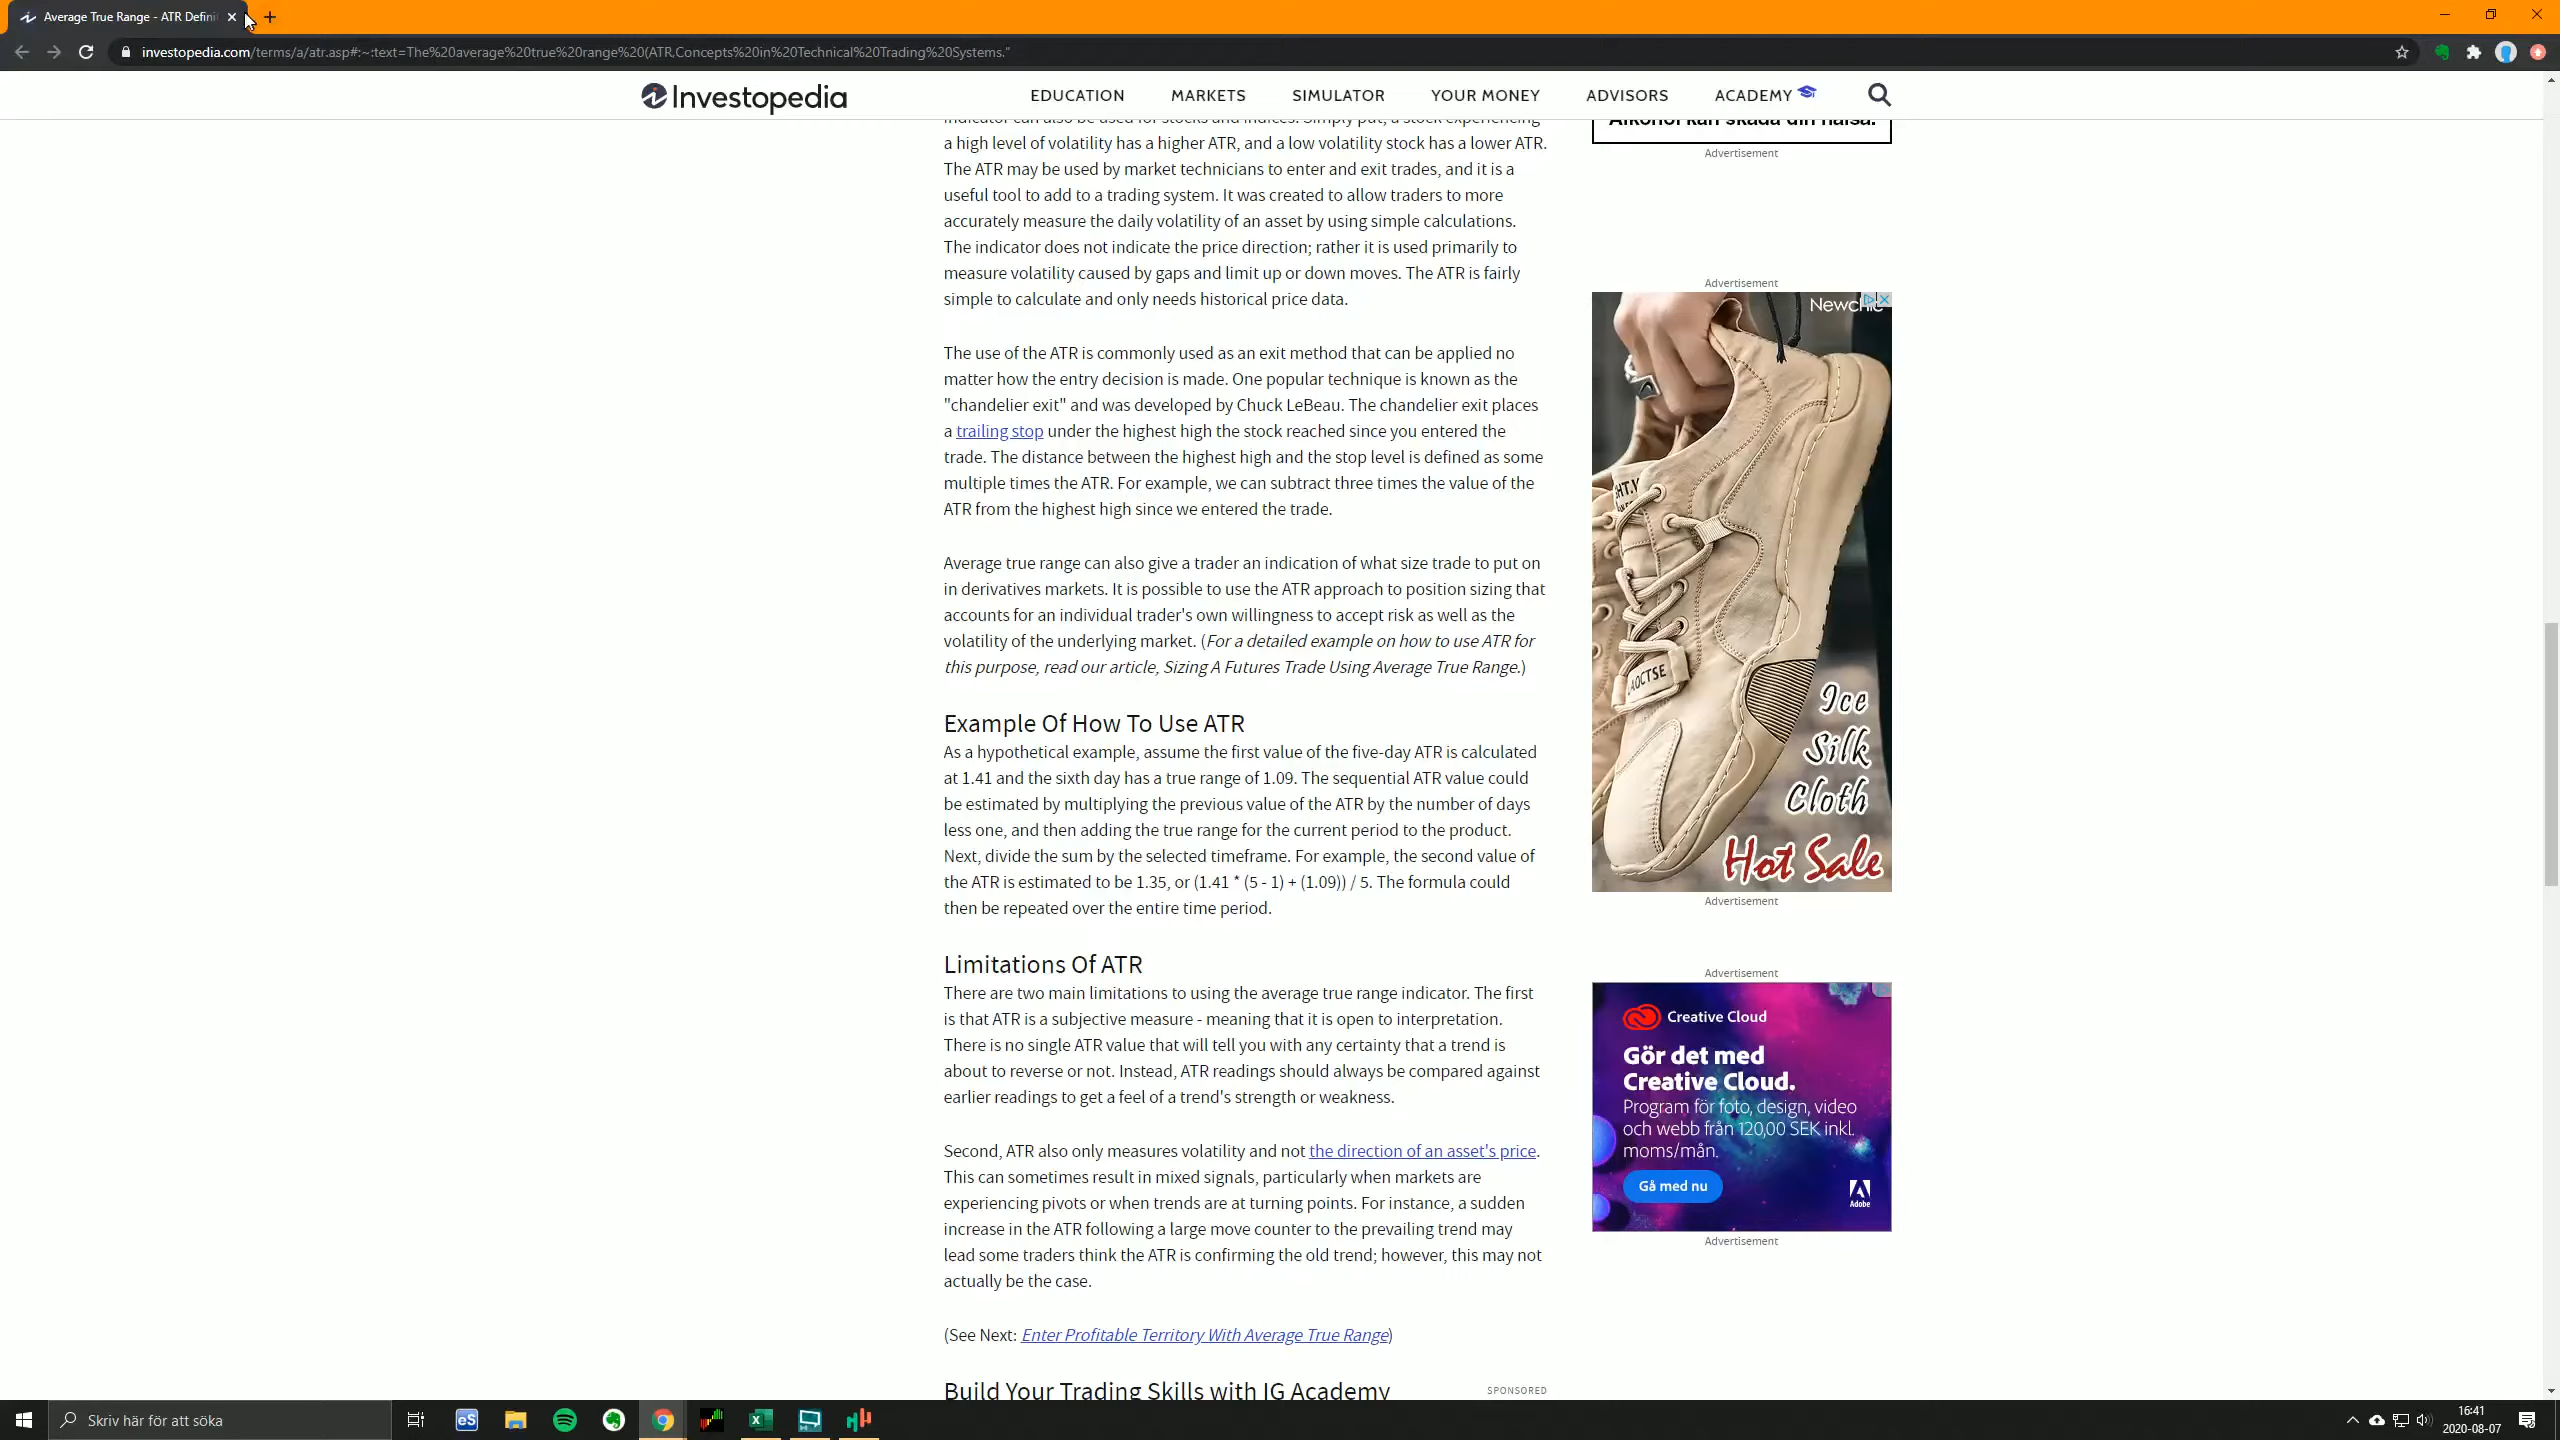 Average True Range - ATR Defini
investopedia.com/terms/a/atr.asp#:~:text=The%20average%20true%20range%20(ATR,Concepts%20in%20Technical%20Trading%20Systems."
Investopedia
EDUCATION
MARKETS
SIMULATOR
YOUR MONEY
ADVISORS
ACADEMY
indicator can also be used for stocks and indices. Simply put, a stock experiencing
a high level of volatility has a higher ATR, and a low volatility stock has a lower ATR.
The ATR may be used by market technicians to enter and exit trades, and it is a
useful tool to add to a trading system. It was created to allow traders to more
accurately measure the daily volatility of an asset by using simple calculations.
The indicator does not indicate the price direction; rather it is used primarily to
measure volatility caused by gaps and limit up or down moves. The ATR is fairly
simple to calculate and only needs historical price data.
The use of the ATR is commonly used as an exit method that can be applied no
matter how the entry decision is made. One popular technique is known as the
"chandelier exit" and was developed by Chuck LeBeau. The chandelier exit places
a trailing stop under the highest high the stock reached since you entered the
trade. The distance between the highest high and the stop level is defined as some
multiple times the ATR. For example, we can subtract three times the value of the
ATR from the highest high since we entered the trade.
Average true range can also give a trader an indication of what size trade to put on
in derivatives markets. It is possible to use the ATR approach to position sizing that
accounts for an individual trader's own willingness to accept risk as well as the
volatility of the underlying market. (For a detailed example on how to use ATR for
this purpose, read our article, Sizing A Futures Trade Using Average True Range.)
Example Of How To Use ATR
As a hypothetical example, assume the first value of the five-day ATR is calculated
at 1.41 and the sixth day has a true range of 1.09. The sequential ATR value could
be estimated by multiplying the previous value of the ATR by the number of days
less one, and then adding the true range for the current period to the product.
Next, divide the sum by the selected timeframe. For example, the second value of
the ATR is estimated to be 1.35, or (1.41 * (5 - 1) + (1.09)) / 5. The formula could
then be repeated over the entire time period.
Limitations Of ATR
There are two main limitations to using the average true range indicator. The first
is that ATR is a subjective measure - meaning that it is open to interpretation.
There is no single ATR value that will tell you with any certainty that a trend is
about to reverse or not. Instead, ATR readings should always be compared against
earlier readings to get a feel of a trend's strength or weakness.
Second, ATR also only measures volatility and not the direction of an asset's price.
This can sometimes result in mixed signals, particularly when markets are
experiencing pivots or when trends are at turning points. For instance, a sudden
increase in the ATR following a large move counter to the prevailing trend may
lead some traders think the ATR is confirming the old trend; however, this may not
actually be the case.
(See Next: Enter Profitable Territory With Average True Range)
Build Your Trading Skills with IG Academy
SPONSORED
Alkohol kan skada din hälsa.
Advertisement
Advertisement
Newchic
AOCTSE
Ice
Silk
Cloth
Hot Sale
Advertisement
Advertisement
Creative Cloud
Gör det med
Creative Cloud.
Program för foto, design, video
och webb från 120,00 SEK inkl.
moms/mån.
Gå med nu
Adobe
Advertisement
Skriv här för att söka
eS
16:41
2020-08-07